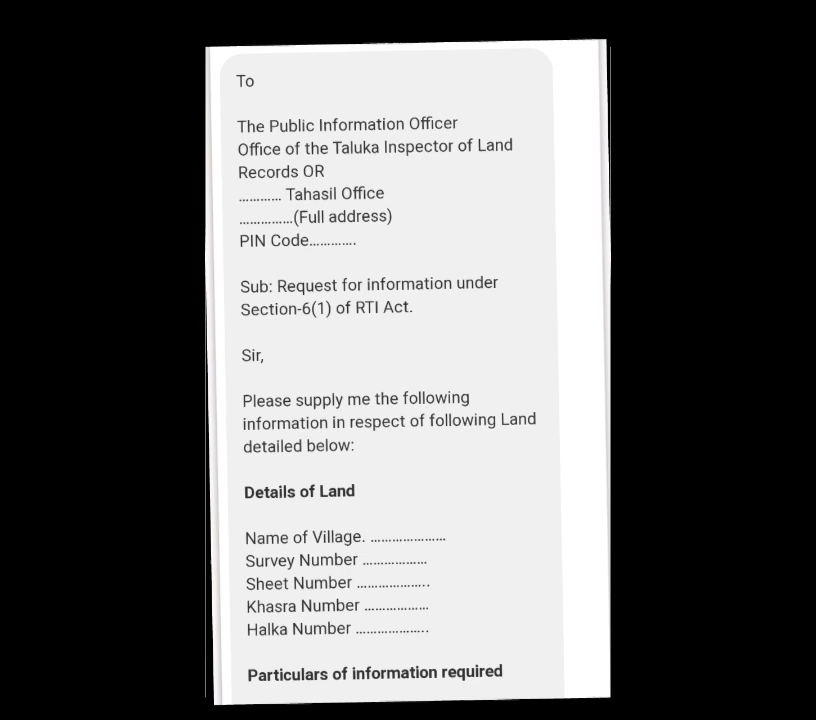 To
The Public Information Officer
Office of the Taluka Inspector of Land
Records OR
………… Tahasil Office
……………(Full address)
PIN Code………….
Sub: Request for information under
Section-6(1) of RTI Act.
Sir,
Please supply me the following
information in respect of following Land
detailed below:
Details of Land
Name of Village. …………………
Survey Number ………………
Sheet Number ………………..
Khasra Number ………………
Halka Number ………………..
Particulars of information required